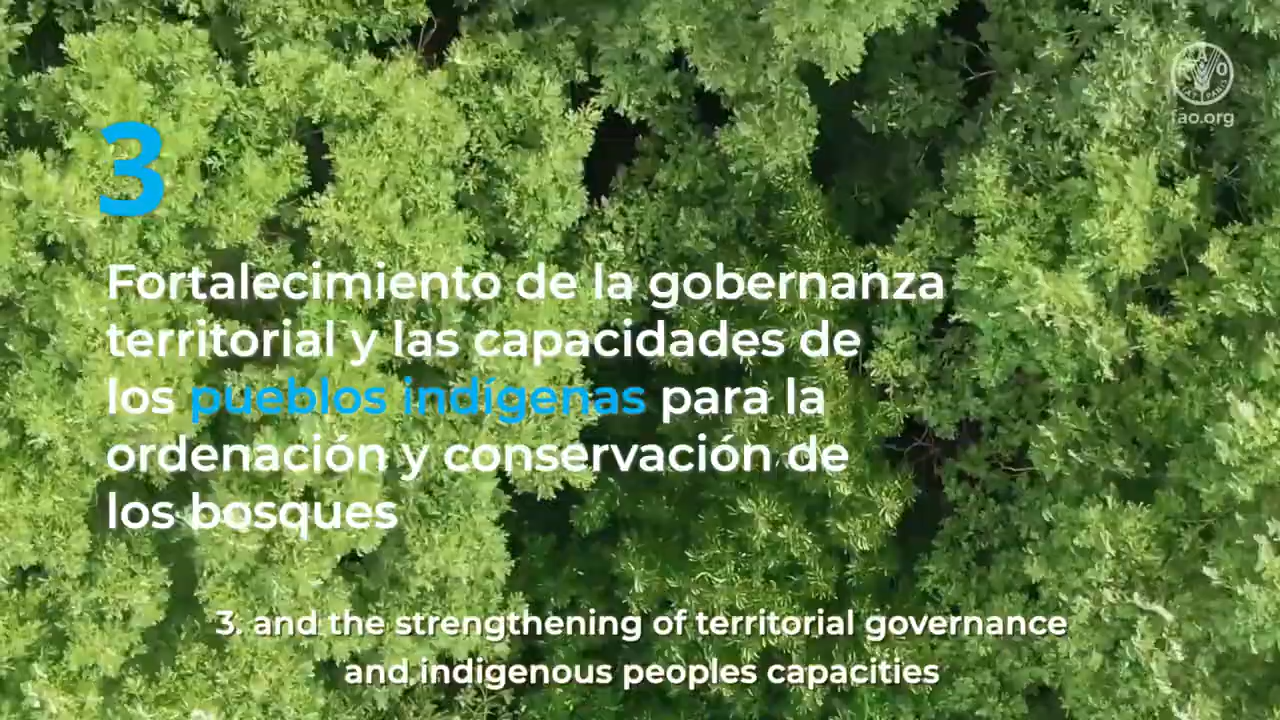 fao.org
3
Fortalecimiento de la gobernanza
territorial y las capacidades de
los pueblos indígenas para la
ordenación y conservación de
los bosques
3. and the strengthening of territorial governance
and indigenous peoples capacities